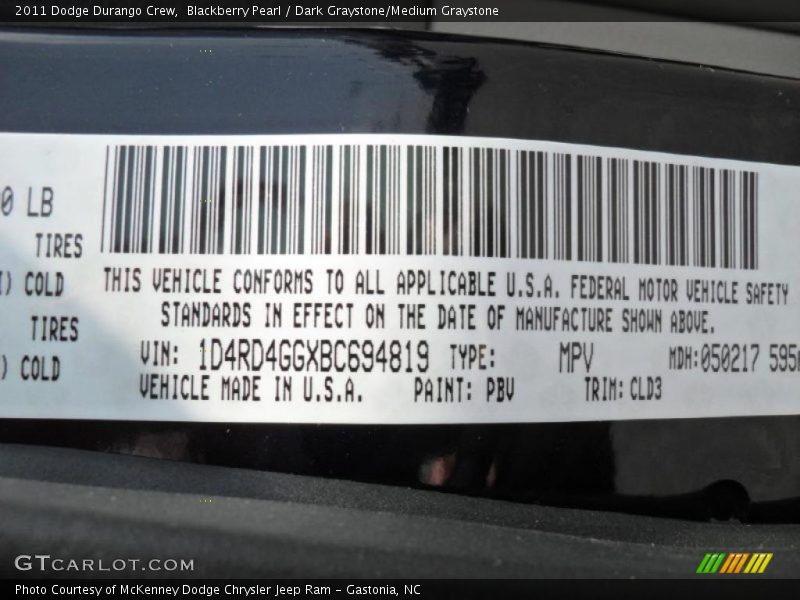 2011 Dodge Durango Crew, Blackberry Pearl / Dark Graystone/Medium Graystone
0 LB
TIRES
) COLD
TIRES
) COLD
THIS VEHICLE CONFORMS TO ALL APPLICABLE U.S.A. FEDERAL MOTOR VEHICLE SAFETY
STANDARDS IN EFFECT ON THE DATE OF MANUFACTURE SHOWN ABOVE.
VIN: 1D4RD4GGXBC694819 TYPE: MPV MDH: 050217 595
VEHICLE MADE IN U.S.A. PAINT: PBV TRIM: CLD3
GTCARLOT.COM
Photo Courtesy of McKenney Dodge Chrysler Jeep Ram - Gastonia, NC